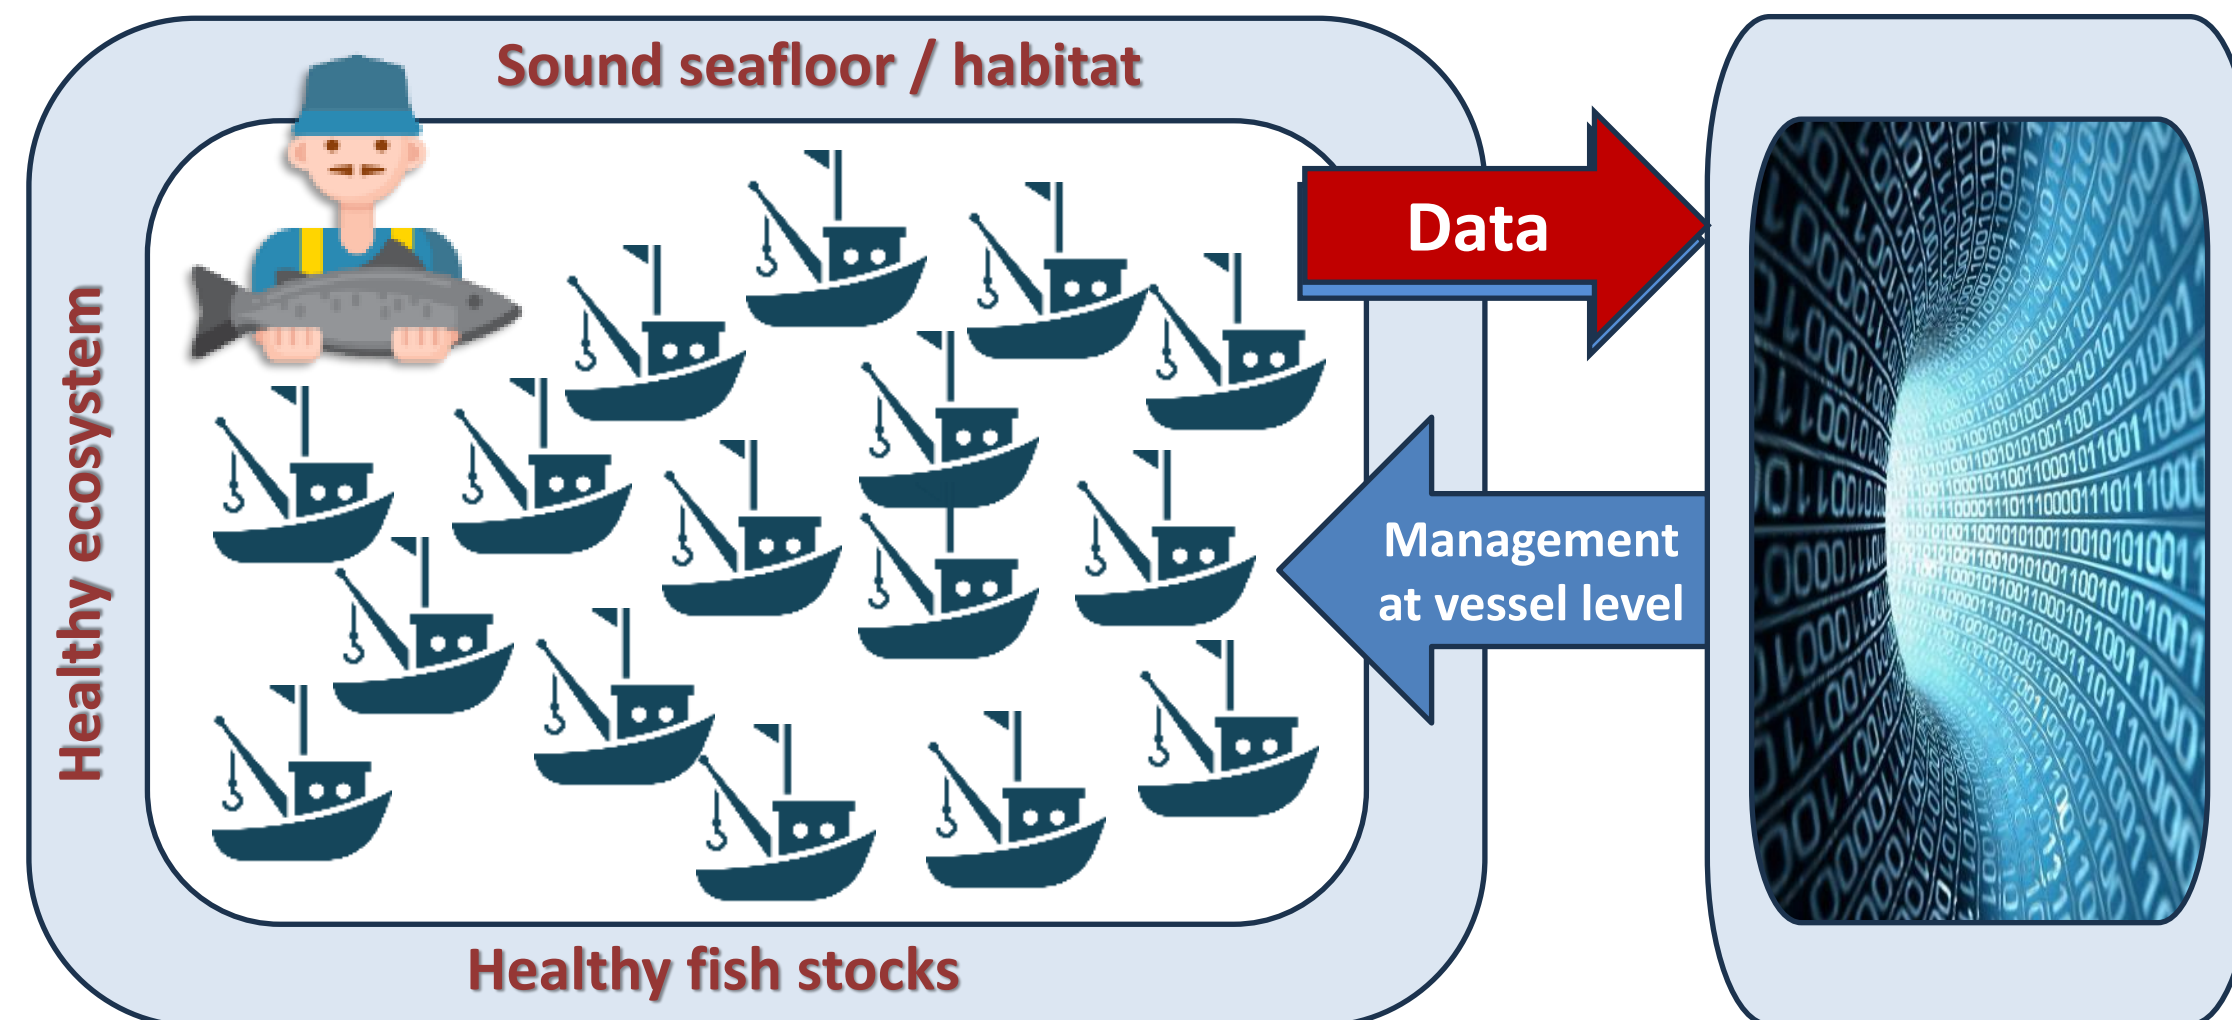 Sound seafloor / habitat
Data
Healthy ecosystem
Management
at vessel level
Healthy fish stocks